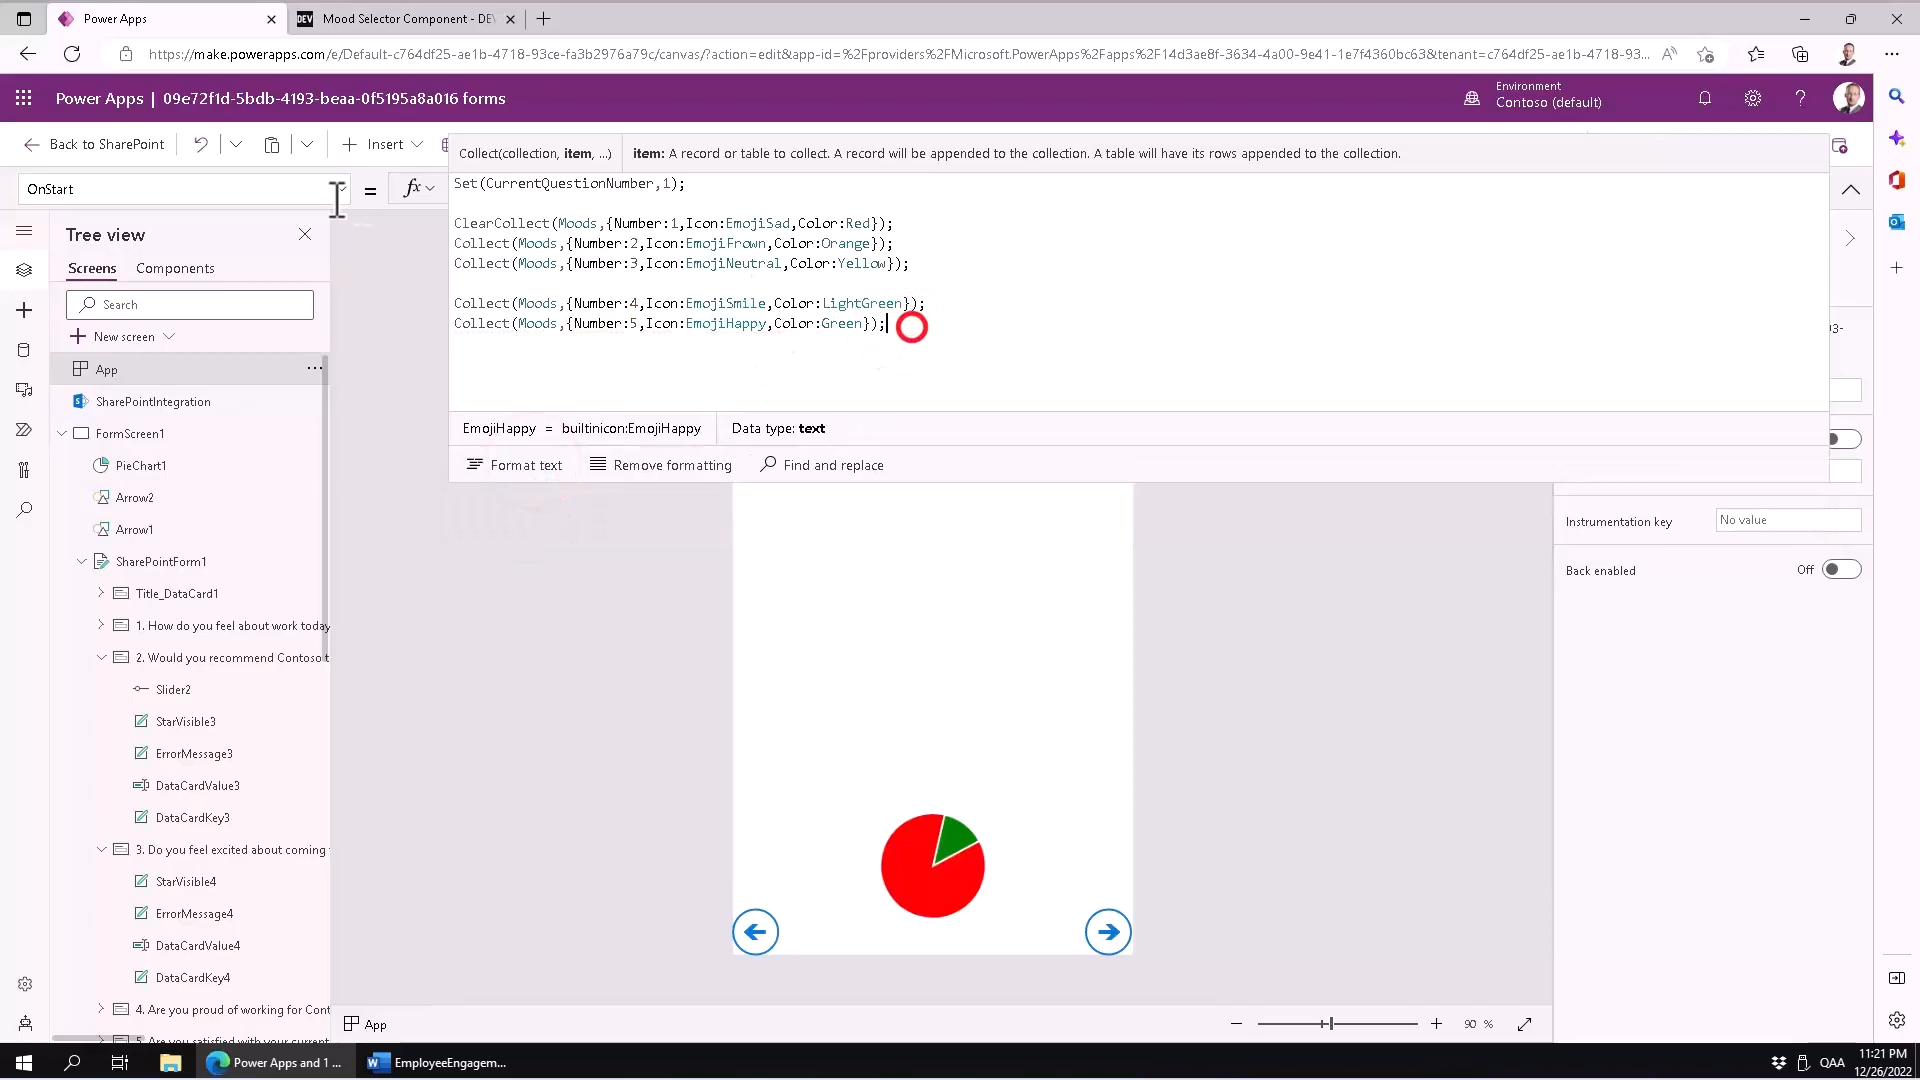 Power Apps
Mood Selector Component - DE
https://make.powerapps.com/e/Default-c764df25-ae1b-4718-93ce-fa3b2976a79c/canvas/?action=edit&app-id=%2Fproviders%2FMicrosoft.PowerApps%2Fapps%2F14d3ae8f-3634-4a00-9e41-1e7f4360bc63&tenant=c764df25-ae1b-4718-93...
Power Apps | 09e72f1d-5bdb-4193-beaa-0f5195a8a016 forms
Environment
Contoso (default)
Back to SharePoint
Insert
Collect(collection, item, ...)
item: A record or table to collect. A record will be appended to the collection. A table will have its rows appended to the collection.
OnStart
=
fx
Set(CurrentQuestionNumber,1);
ClearCollect(Moods,{Number:1,Icon:EmojiSad,Color:Red});
Collect(Moods,{Number:2,Icon:EmojiFrown,Color:Orange});
Collect(Moods,{Number:3,Icon:EmojiNeutral,Color:Yellow});
Collect(Moods,{Number:4,Icon:EmojiSmile,Color:LightGreen});
Collect(Moods,{Number:5,Icon:EmojiHappy,Color:Green});
EmojiHappy = builtinicon:EmojiHappy
Data type: text
Format text
Remove formatting
Find and replace
Tree view
Screens
Components
Search
New screen
App
SharePointIntegration
FormScreen1
PieChart1
Arrow2
Arrow1
SharePointForm1
Title_DataCard1
1. How do you feel about work today
2. Would you recommend Contoso t
Slider2
StarVisible3
ErrorMessage3
DataCardValue3
DataCardKey3
3. Do you feel excited about coming
StarVisible4
ErrorMessage4
DataCardValue4
DataCardKey4
4. Are you proud of working for Cont
5. Are you satisfied with your current
3-
Instrumentation key
No value
Back enabled
Off
App
90 %
Power Apps and 1 ...
EmployeeEngagem...
QAA
11:21 PM
12/26/2022